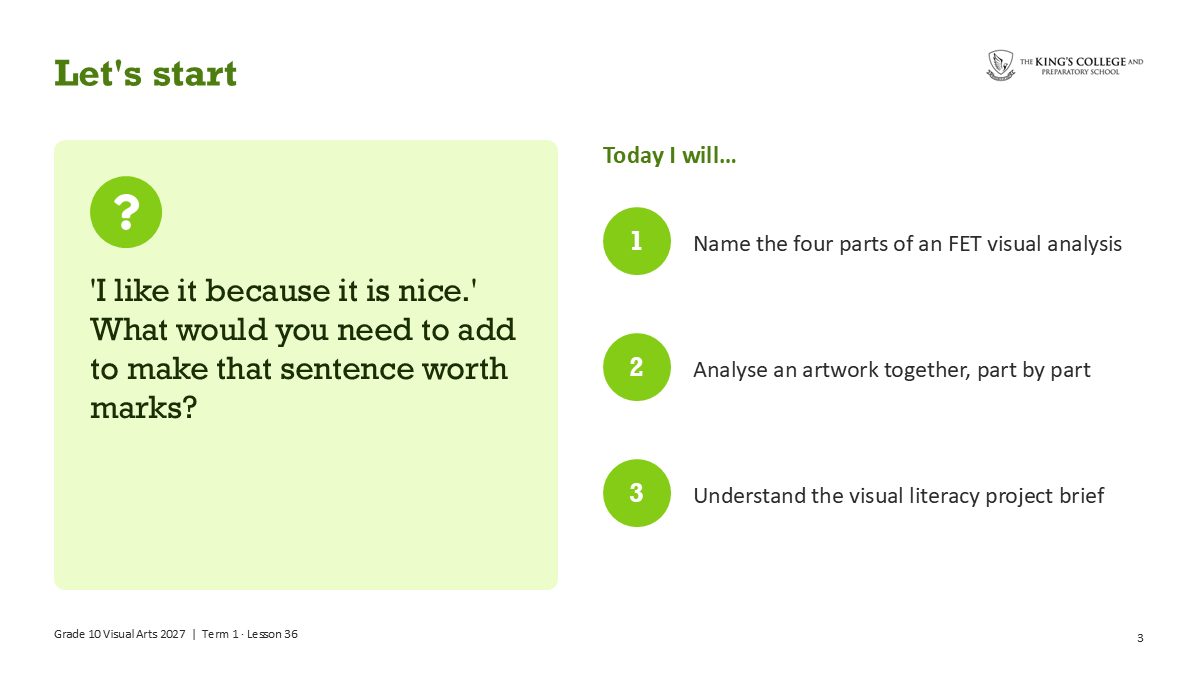 Let's start
THE KING'S COLLEGE AND
PREPARATORY SCHOOL
?
'I like it because it is nice.'
What would you need to add
to make that sentence worth
marks?
Today I will...
1
Name the four parts of an FET visual analysis
2
Analyse an artwork together, part by part
3
Understand the visual literacy project brief
Grade 10 Visual Arts 2027 | Term 1 · Lesson 36
3